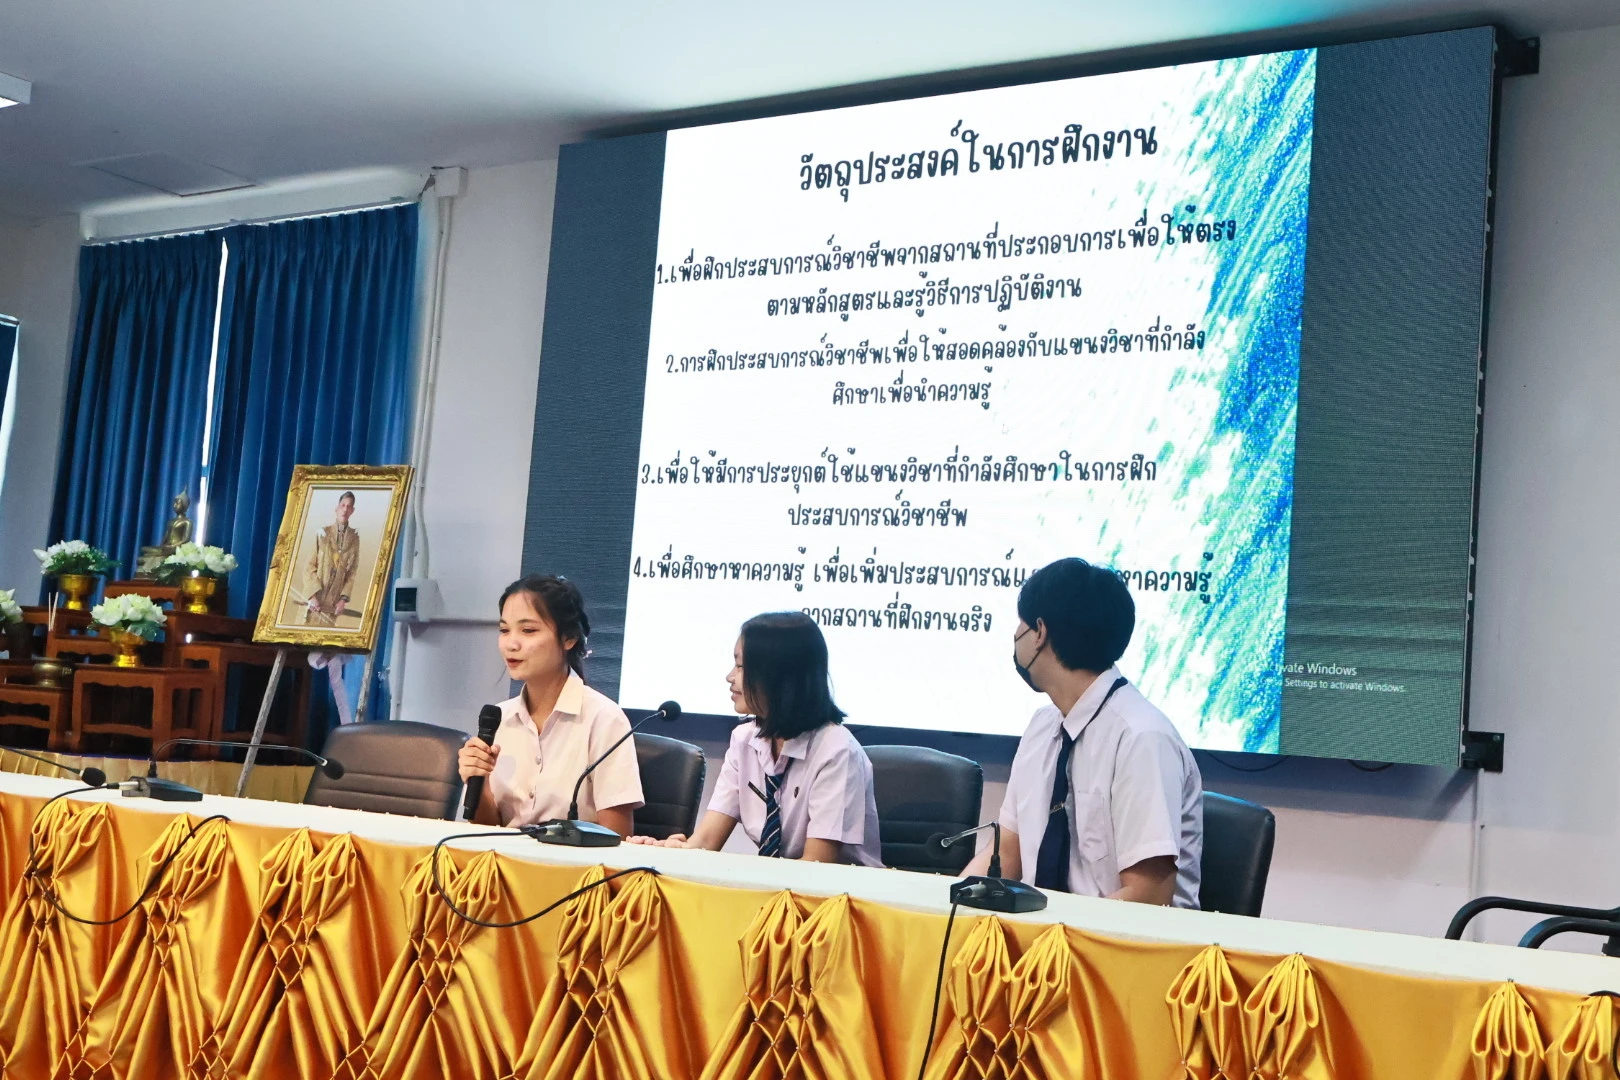 วัตถุประสงค์ในการฝึกงาน
1.เพื่อฝึกประสบการณ์วิชาชีพจากสถานที่ประกอบการเพื่อให้ตรง
ตามหลักสูตรและรู้วิธีการปฏิบัติงาน
2.การฝึกประสบการณ์วิชาชีพเพื่อให้สอดคล้องกับแขนงวิชาที่กำลัง
ศึกษาเพื่อนำความรู้
3.เพื่อให้มีการประยุกต์ใช้แขนงวิชาที่กำลังศึกษาในการฝึก
ประสบการณ์วิชาชีพ
4.เพื่อศึกษาหาความรู้ เพื่อเพิ่มประสบการณ์ หาความรู้
สถานที่ฝึกงานจริง
Windows
Settings to activate Windows.